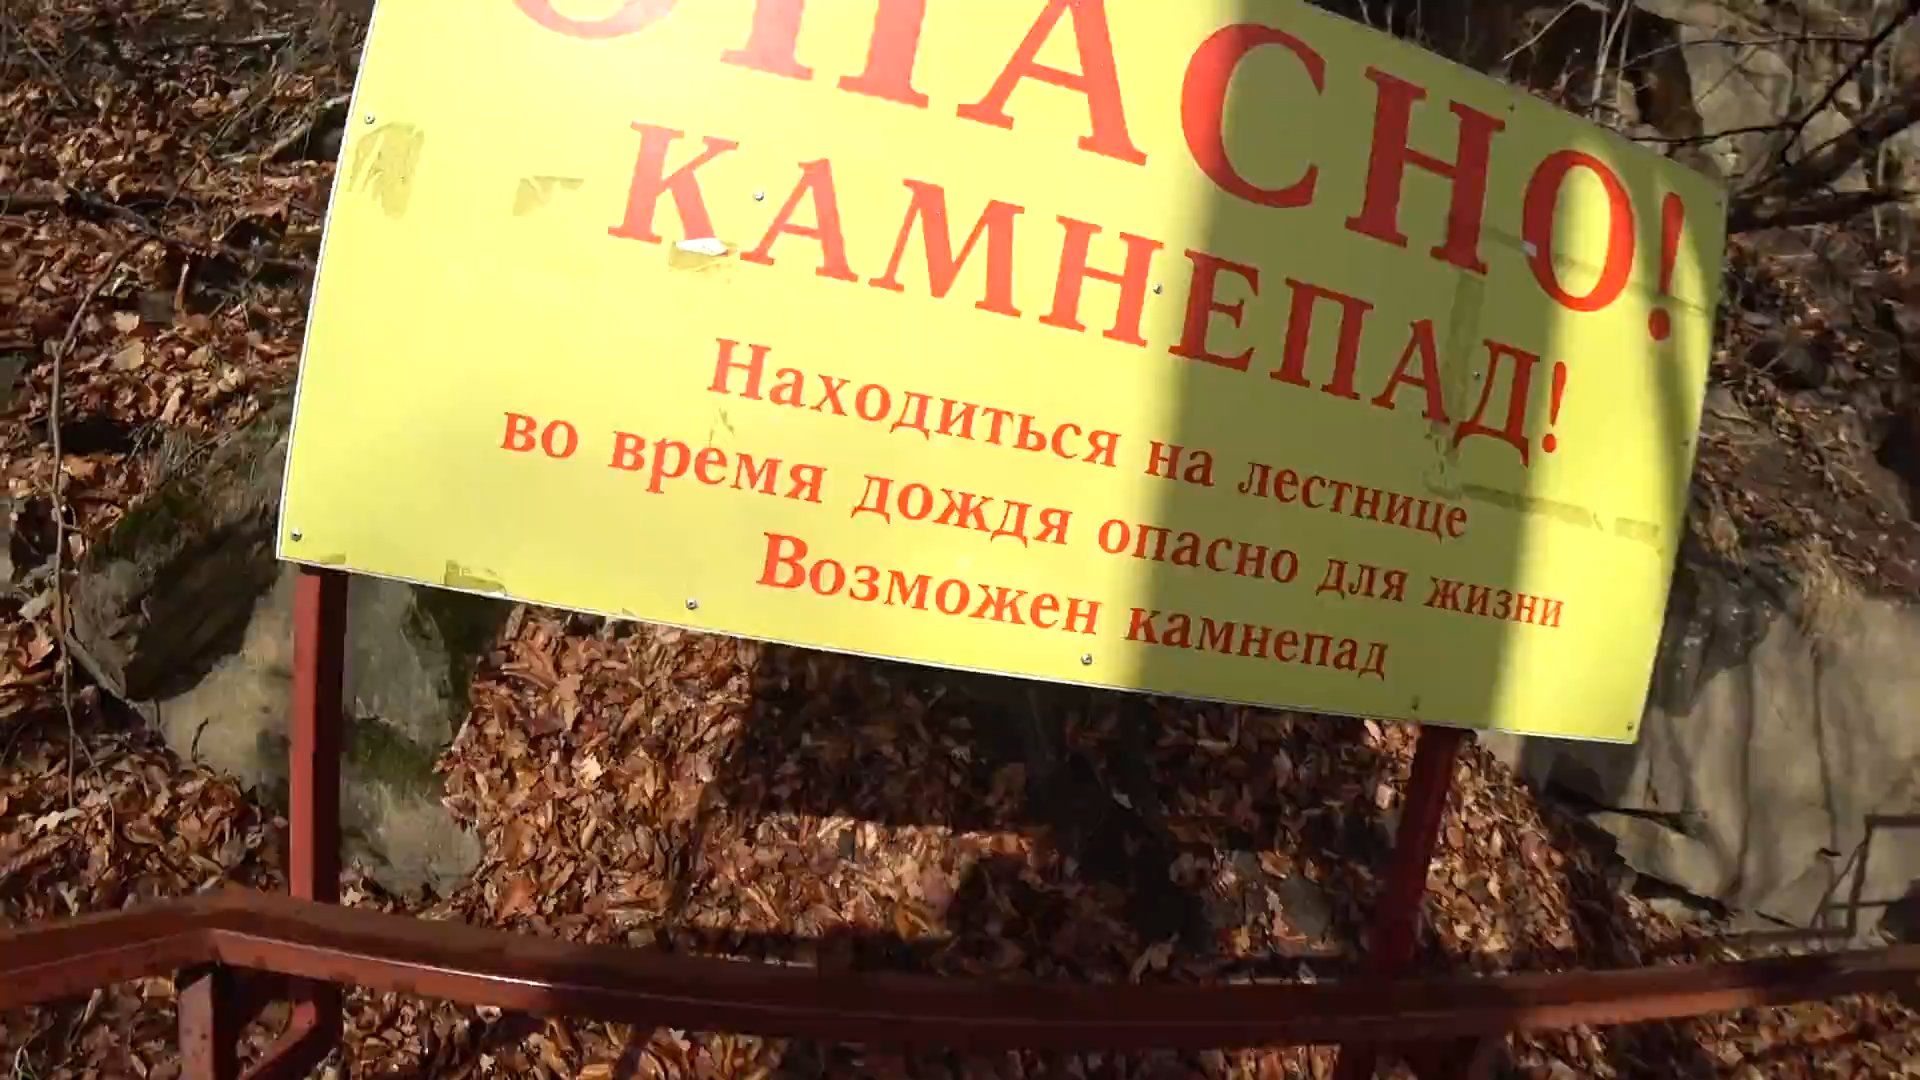 ОПАСНО!
КАМНЕПАД!
Находиться на лестнице
во время дождя опасно для жизни
Возможен камнепад